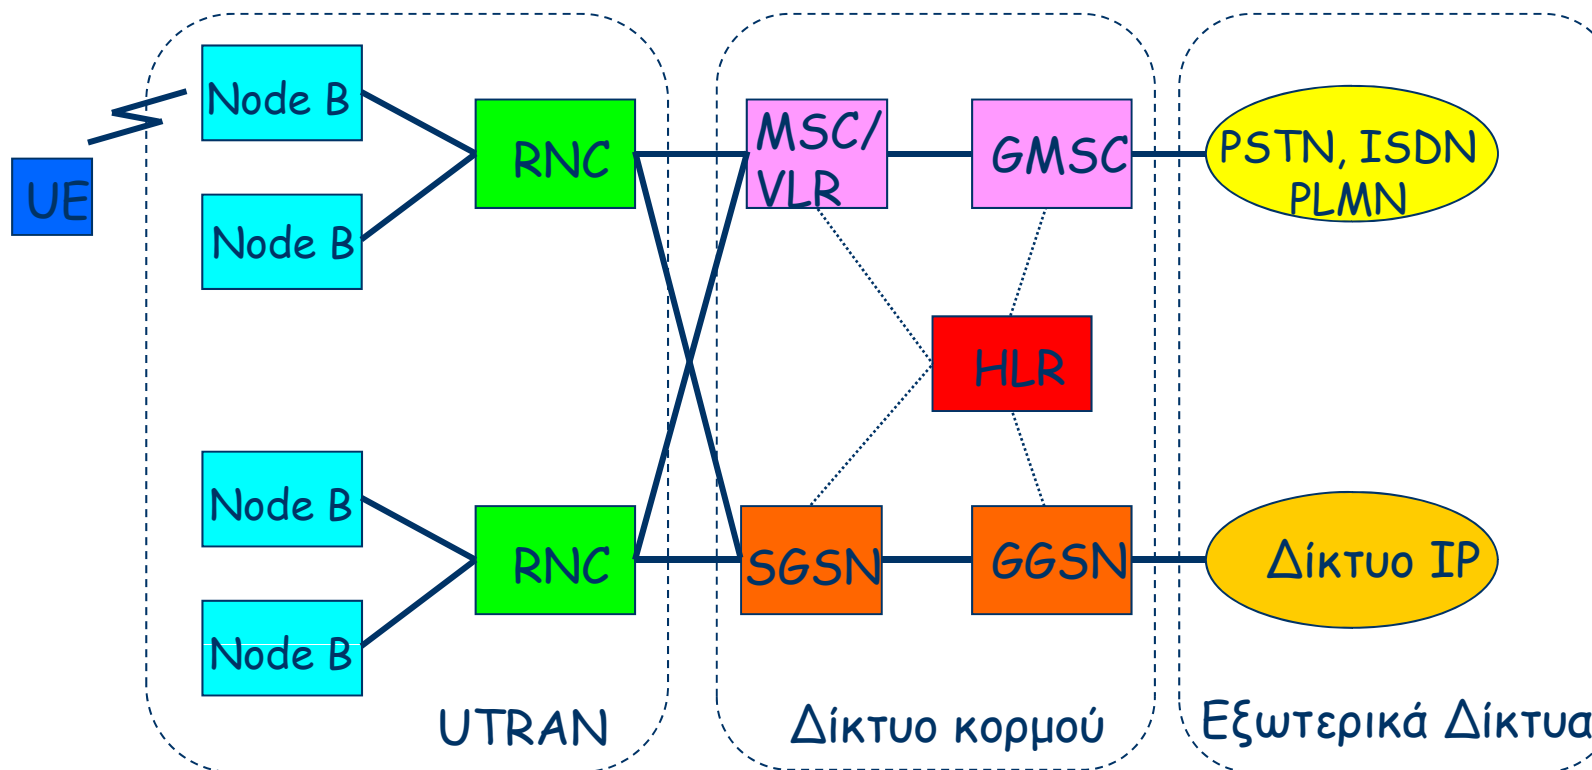 Node B
UE
Node B
RNC
Node B
Node B
RNC
UTRAN
MSC/
VLR
GMSC
HLR
SGSN
GGSN
Δίκτυο κορμού
PSTN, ISDN
PLMN
Δίκτυο IP
Εξωτερικά Δίκτυα